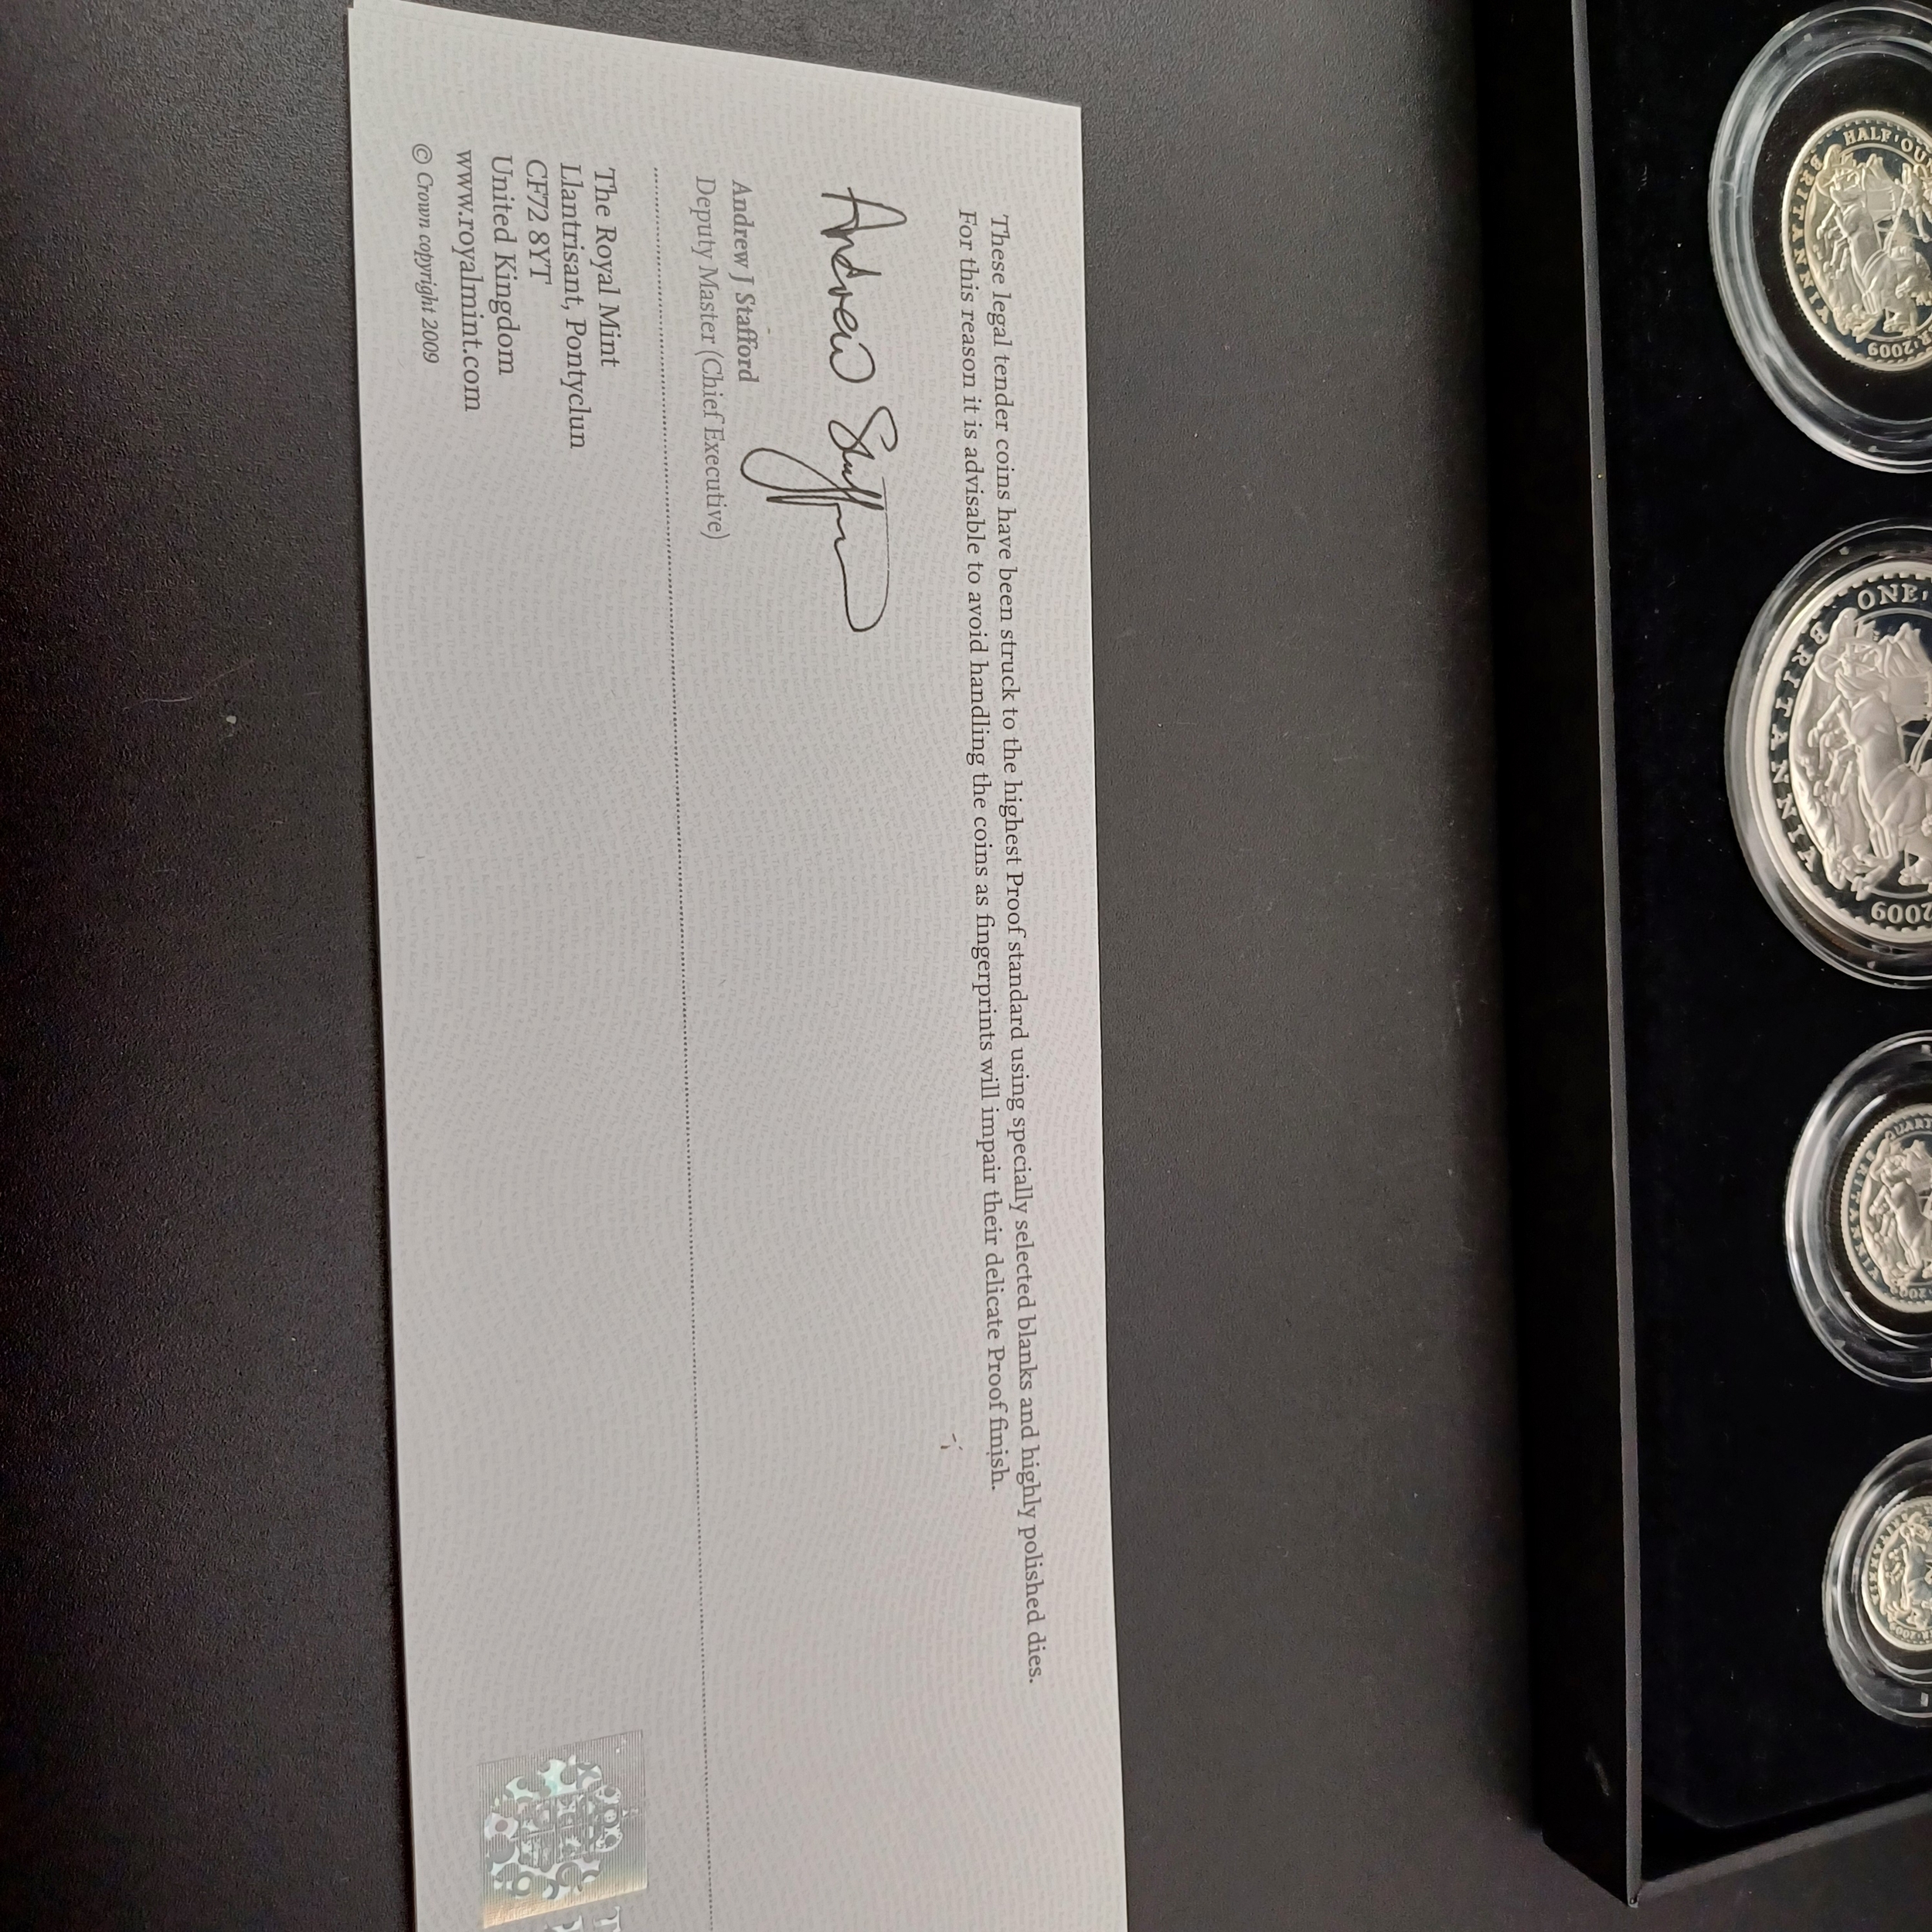 These legal tender coins have been struck to the highest Proof standard using specially selected blanks and highly polished dies.
For this reason it is advisable to avoid handling the coins as fingerprints will impair their delicate Proof finish.
Andrew J Stafford
Deputy Master (Chief Executive)
The Royal Mint
Llantrisant, Pontyclun
CF72 8YT
United Kingdom
www.royalmint.com
© Crown copyright 2009
HALF
BRITANNIA
2009
ONE
BRITANNIA
2009
BRITANNIA